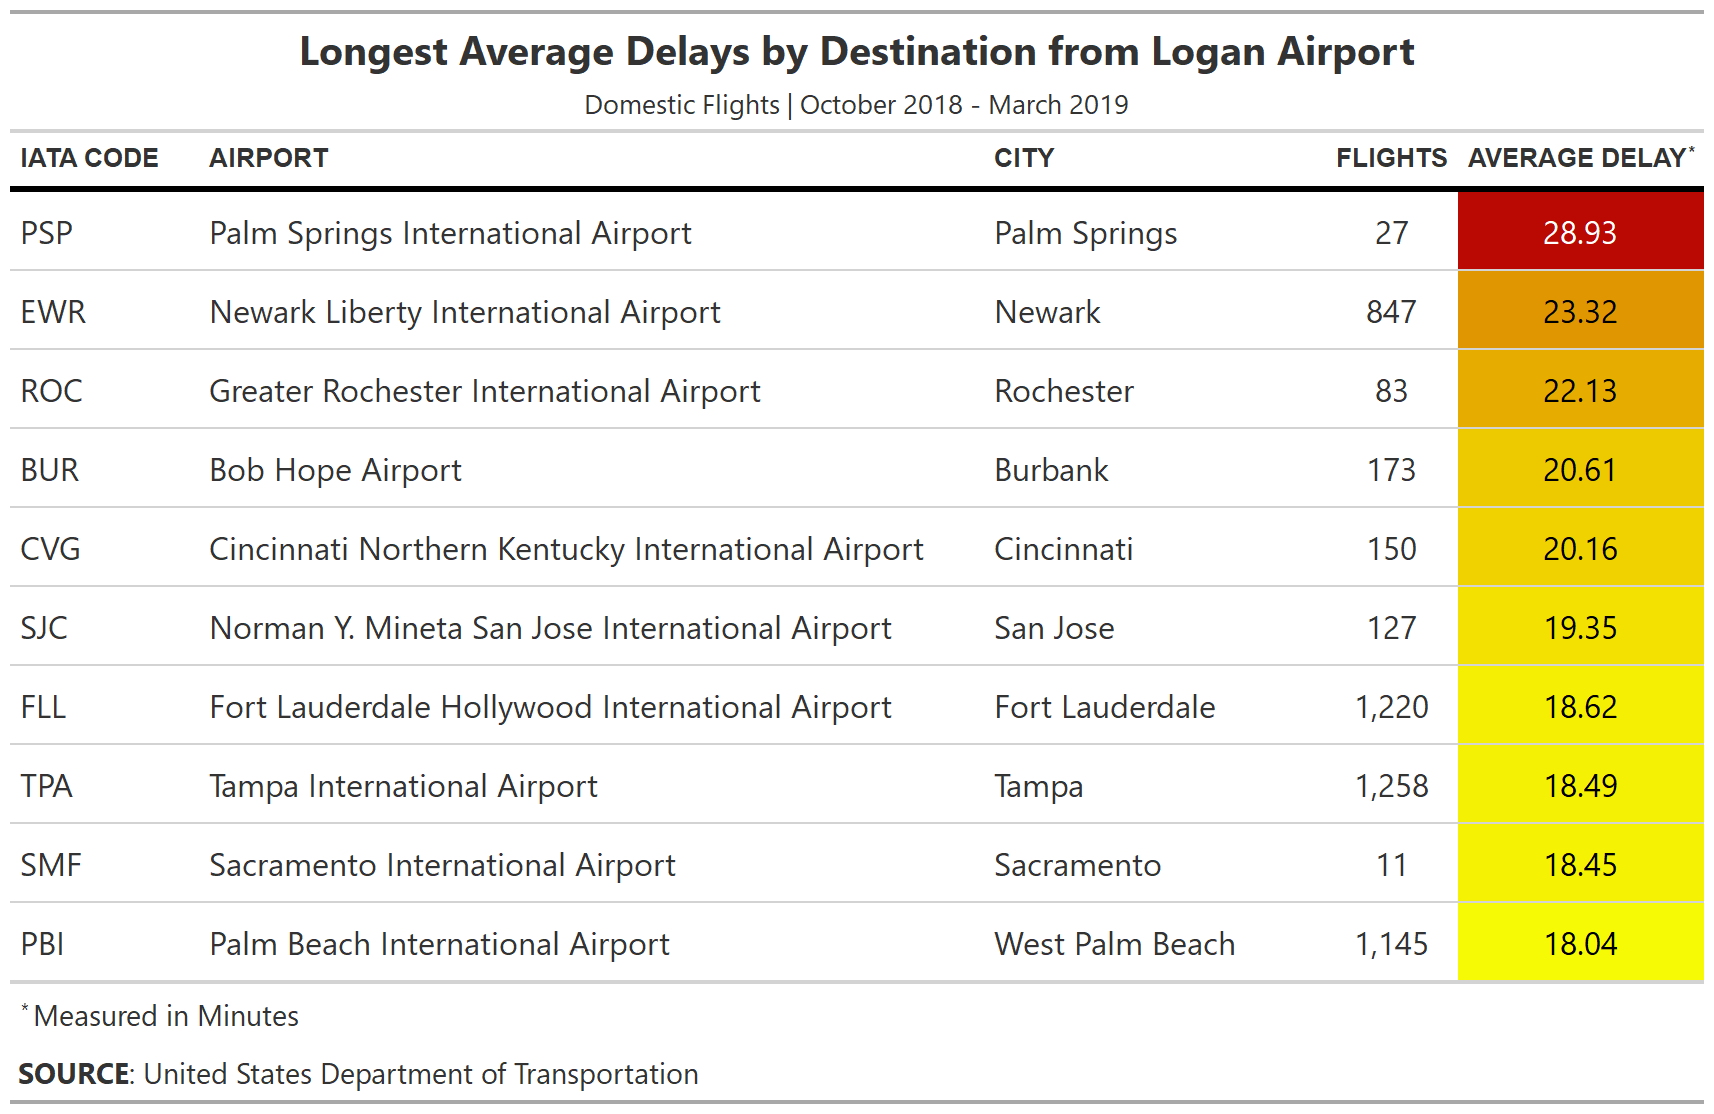 Longest Average Delays by Destination from Logan Airport
Domestic Flights | October 2018 - March 2019
IATA CODE AIRPORT CITY FLIGHTS AVERAGE DELAY*
PSP Palm Springs International Airport Palm Springs 27 28.93
EWR Newark Liberty International Airport Newark 847 23.32
ROC Greater Rochester International Airport Rochester 83 22.13
BUR Bob Hope Airport Burbank 173 20.61
CVG Cincinnati Northern Kentucky International Airport Cincinnati 150 20.16
SJC Norman Y. Mineta San Jose International Airport San Jose 127 19.35
FLL Fort Lauderdale Hollywood International Airport Fort Lauderdale 1,220 18.62
TPA Tampa International Airport Tampa 1,258 18.49
SMF Sacramento International Airport Sacramento 11 18.45
PBI Palm Beach International Airport West Palm Beach 1,145 18.04
*Measured in Minutes
SOURCE: United States Department of Transportation